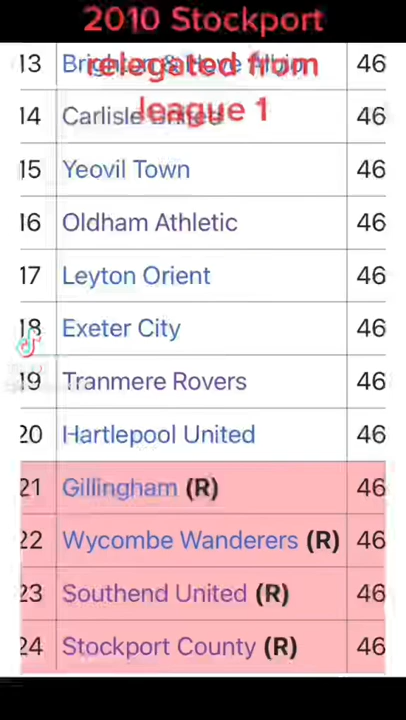 2010 Stockport
relegated from
league 1
13 Brighton & Hove Albion
14 Carlisle United 46
15 Yeovil Town 46
16 Oldham Athletic 46
17 Leyton Orient 46
18 Exeter City 46
19 Tranmere Rovers 46
20 Hartlepool United 46
21 Gillingham (R) 46
22 Wycombe Wanderers (R) 46
23 Southend United (R) 46
24 Stockport County (R) 46